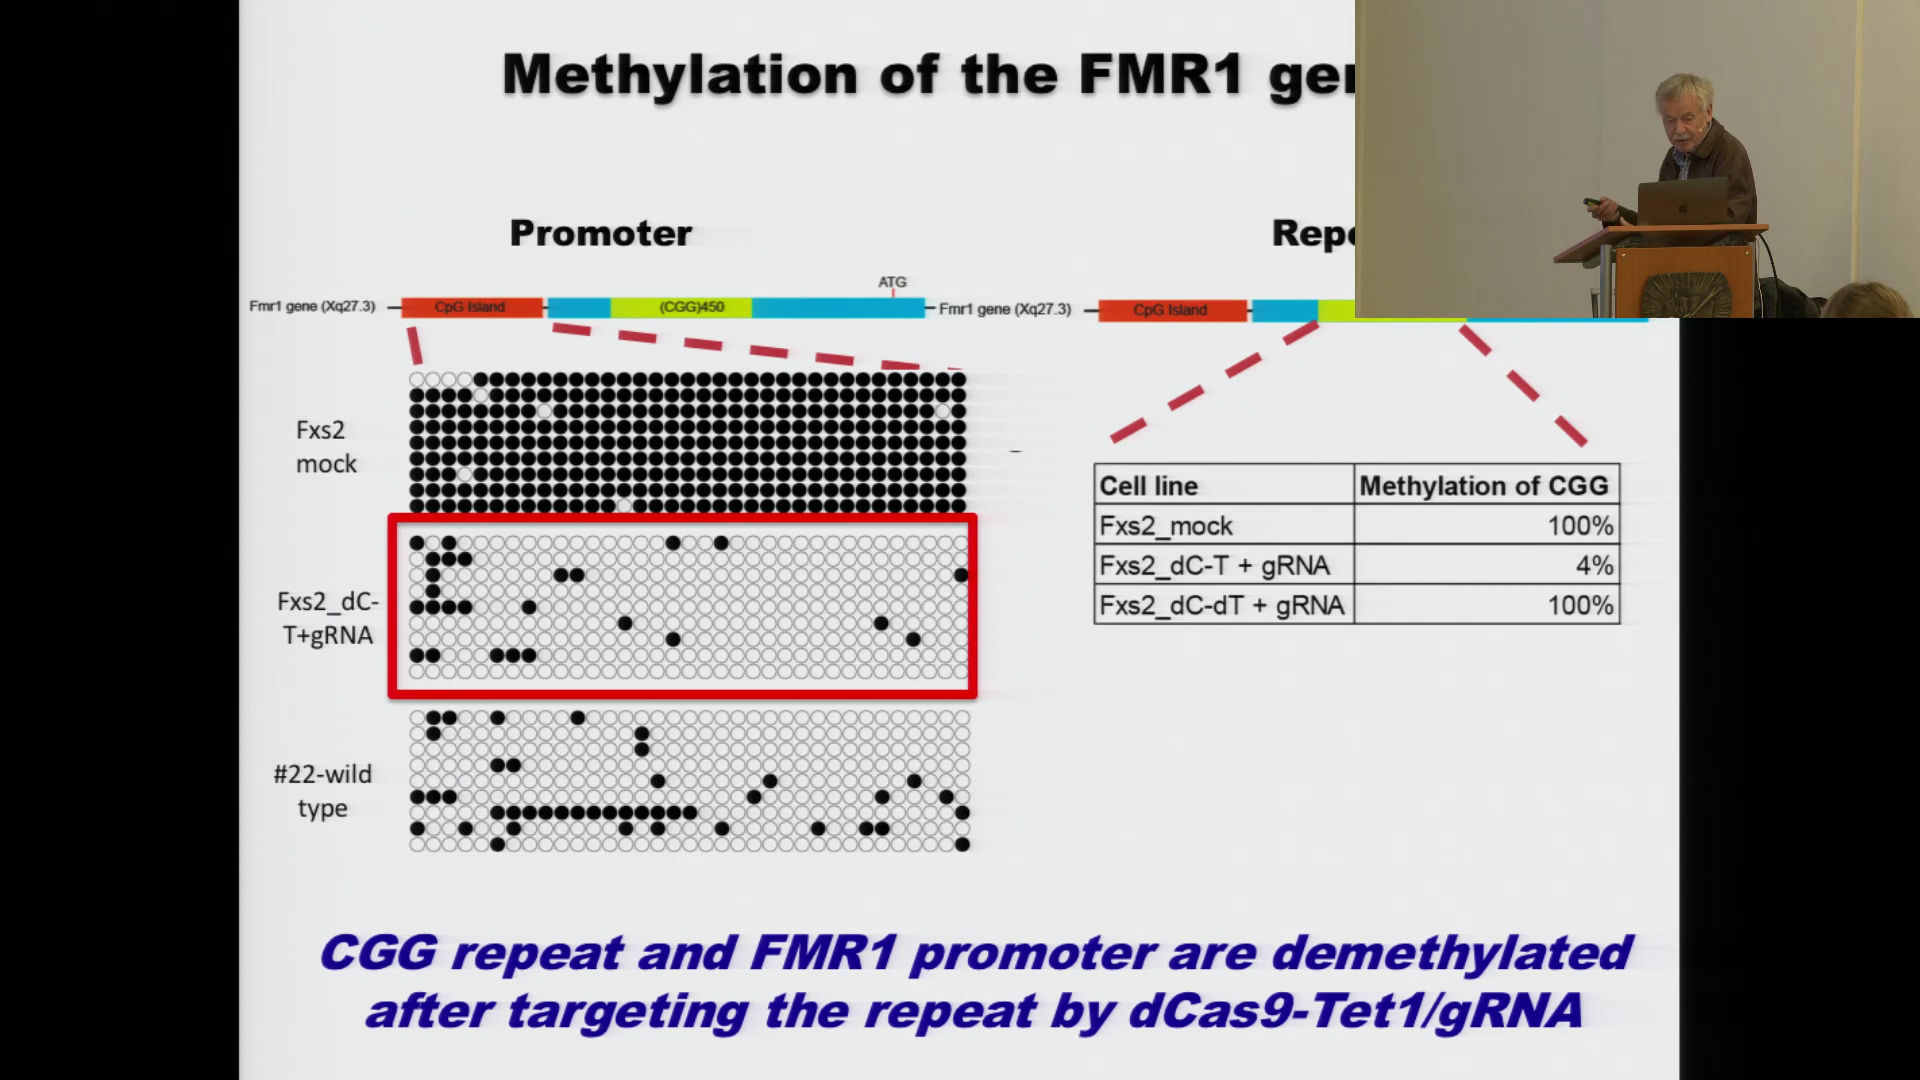 Methylation of the FMR1
Promoter
ATG
Fmr1 gene (Xq27.3)
CpG Island
(CGG)450
Fmr1 gene (Xq27.3)
CpG Island
Fxs2
mock
Cell line
Methylation of CGG
Fxs2_mock
100%
Fxs2_dC-T + gRNA
4%
Fxs2_dC-dT + gRNA
100%
Fxs2_dC-
T+gRNA
#22-wild
type
CGG repeat and FMR1 promoter are demethylated
after targeting the repeat by dCas9-Tet1/gRNA